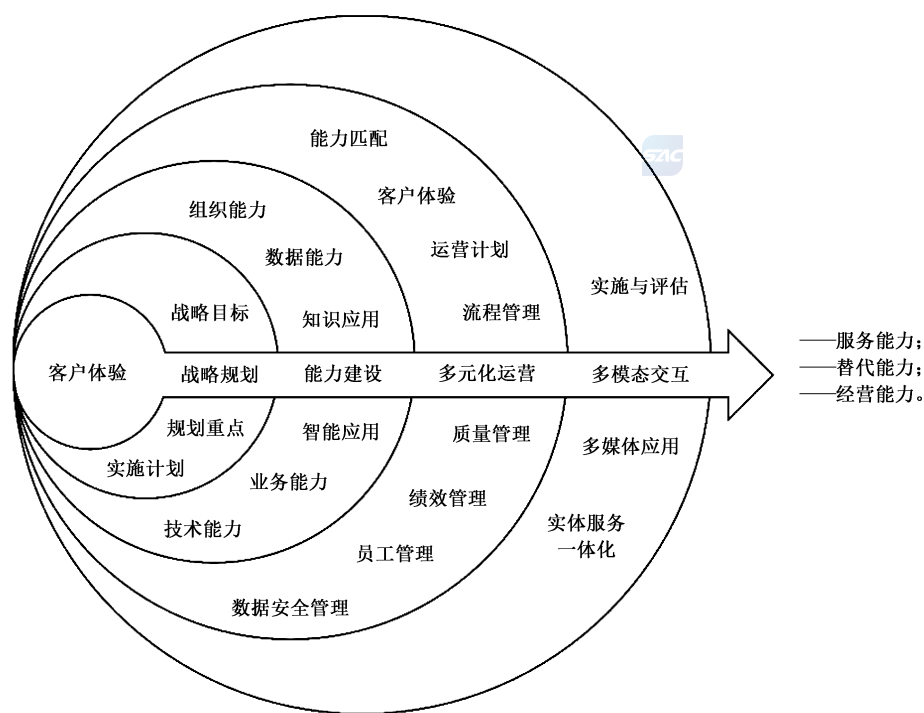 能力匹配
SAC
客户体验
组织能力
运营计划
数据能力
实施与评估
战略目标
知识应用
流程管理
客户体验
战略规划
能力建设
多元化运营
多模态交互
——服务能力;
——替代能力;
——经营能力。
规划重点
智能应用
质量管理
多媒体应用
实施计划
业务能力
绩效管理
技术能力
实体服务
一体化
员工管理
数据安全管理